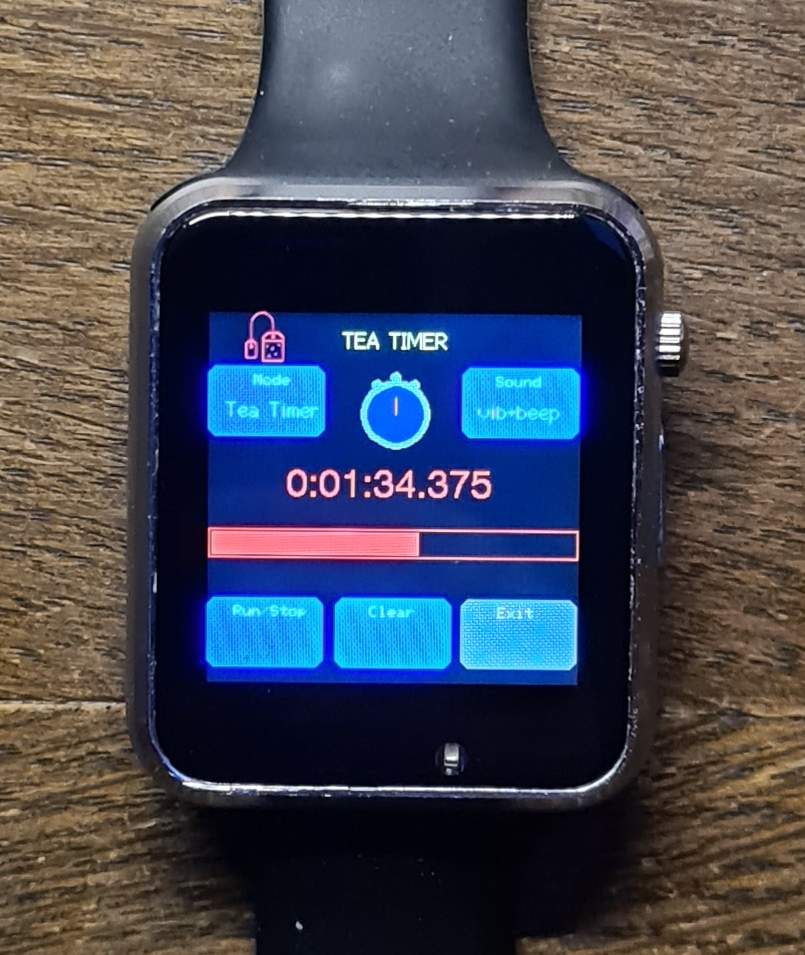 TEA TIMER
Mode
Tea Timer
Sound
vib+beep
0:01:34.375
Run/Stop
Clear
Exit